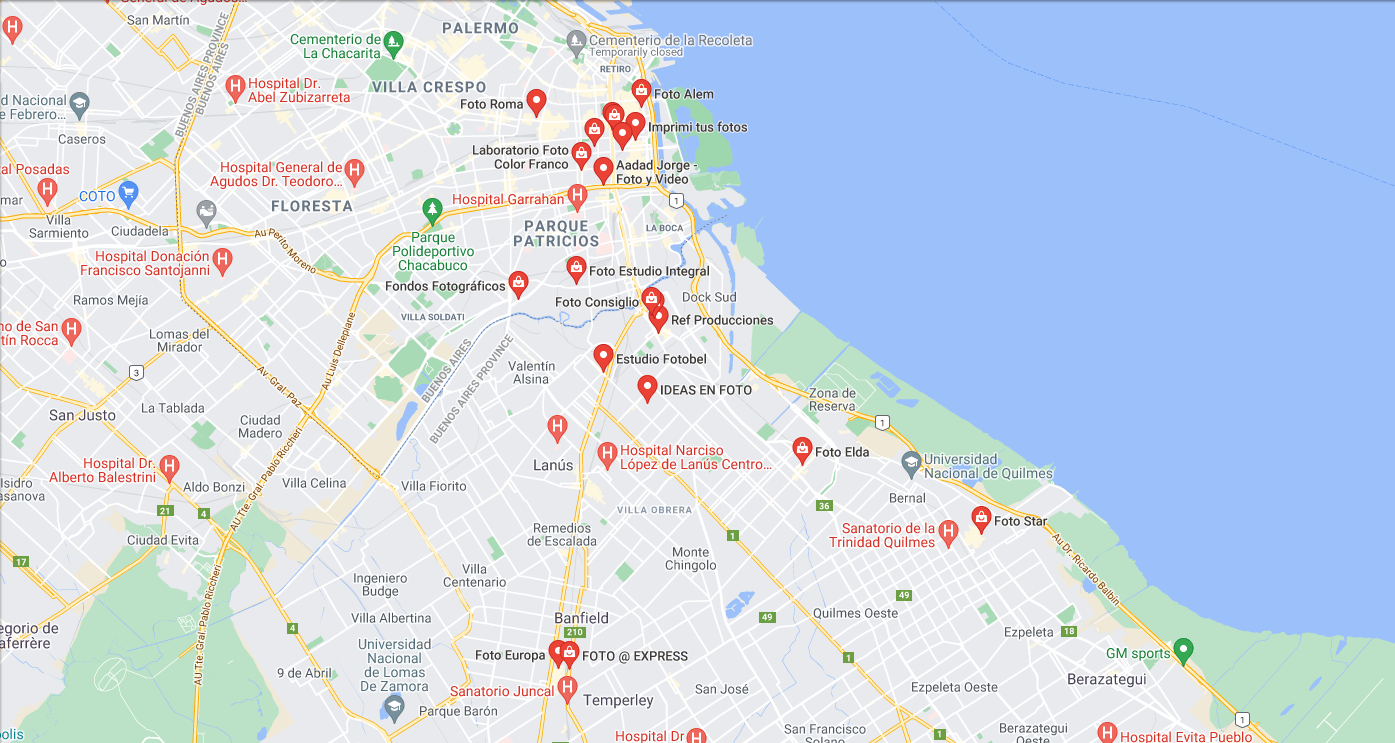 General de Agudos...
San Martín
PALERMO
Cementerio de
La Chacarita
Cementerio de la Recoleta
Temporarily closed
RETIRO
BUENOS AIRES PROVINCE
BUENOS AIRES
Hospital Dr.
Abel Zubizarreta
VILLA CRESPO
Foto Roma
Foto Alem
d Nacional
e Febrero...
Imprimi tus fotos
Caseros
Laboratorio Foto
Color Franco
Aadad Jorge -
Foto y Video
al Posadas
Hospital General de
Agudos Dr. Teodoro...
COTO
mar
Hospital Garrahan
1
FLORESTA
Villa
Sarmiento
Ciudadela
Au Perito Moreno
PARQUE
PATRICIOS
LA BOCA
Parque
Polideportivo
Chacabuco
Hospital Donación
Francisco Santojanni
Foto Estudio Integral
Fondos Fotográficos
Ramos Mejía
Foto Consiglio
Dock Sud
VILLA SOLDATI
Ref Producciones
no de San
tín Rocca
Lomas del
Mirador
Au Luis Dellepiane
BUENOS AIRES
BUENOS AIRES PROVINCE
Estudio Fotobel
Valentín
Alsina
3
Av. Gral. Paz
IDEAS EN FOTO
Zona de
Reserva
San Justo
La Tablada
Ciudad
Madero
1
AU Tte. Gral. Pablo Riccheri
Foto Elda
Hospital Dr.
Alberto Balestrini
Lanús
Hospital Narciso
López de Lanús Centro...
Universidad
Nacional de Quilmes
Isidro
asanova
Aldo Bonzi
Villa Celina
Villa Fiorito
Bernal
21
4
36
VILLA OBRERA
Foto Star
Ciudad Evita
Remedios
de Escalada
1
Sanatorio de la
Trinidad Quilmes
17
Monte
Chingolo
Au Dr. Ricardo Balbin
Ingeniero
Budge
Villa
Centenario
AU Tte. Gral. Pablo Riccheri
49
Villa Albertina
Banfield
49
Quilmes Oeste
egorio de
aferrère
4
210
Ezpeleta
18
Universidad
Nacional
de Lomas
De Zamora
Foto Europa
FOTO @ EXPRESS
1
GM sports
9 de Abril
Sanatorio Juncal
Temperley
San José
Ezpeleta Oeste
Berazategui
Parque Barón
polis
Hospital Dr
San Francisco
Solano
1
Berazategui
Oeste
1
Hospital Evita Pueblo